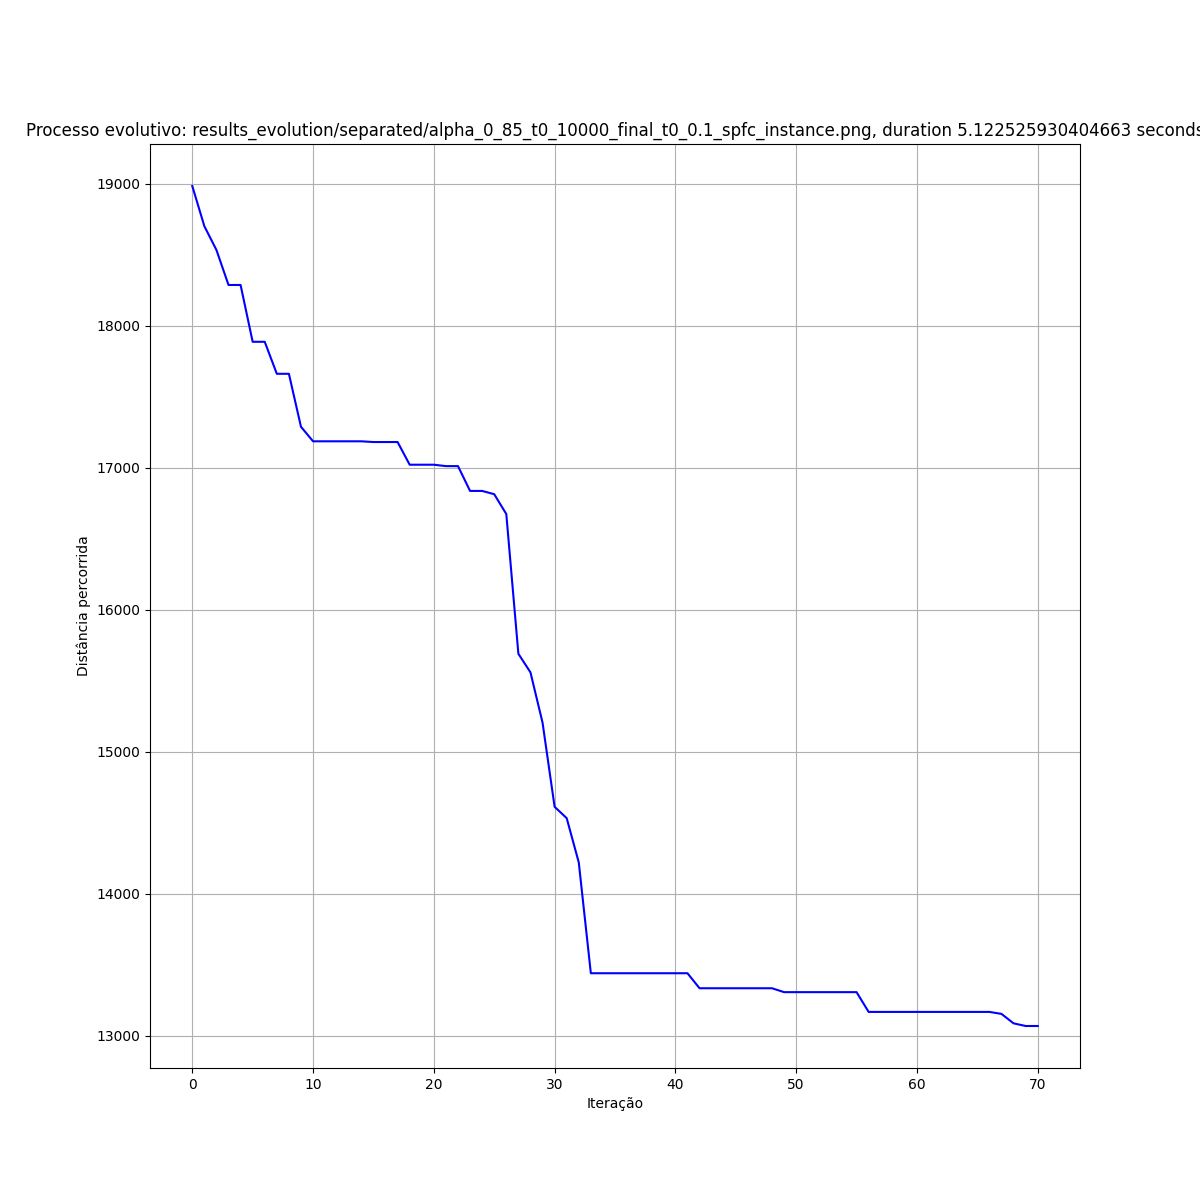 Processo evolutivo: results_evolution/separated/alpha_0_85_t0_10000_final_t0_0.1_spfc_instance.png, duration 5.122525930404663 seconds
19000
18000
17000
16000
15000
14000
13000
Distância percorrida
0 10 20 30 40 50 60 70
Iteração